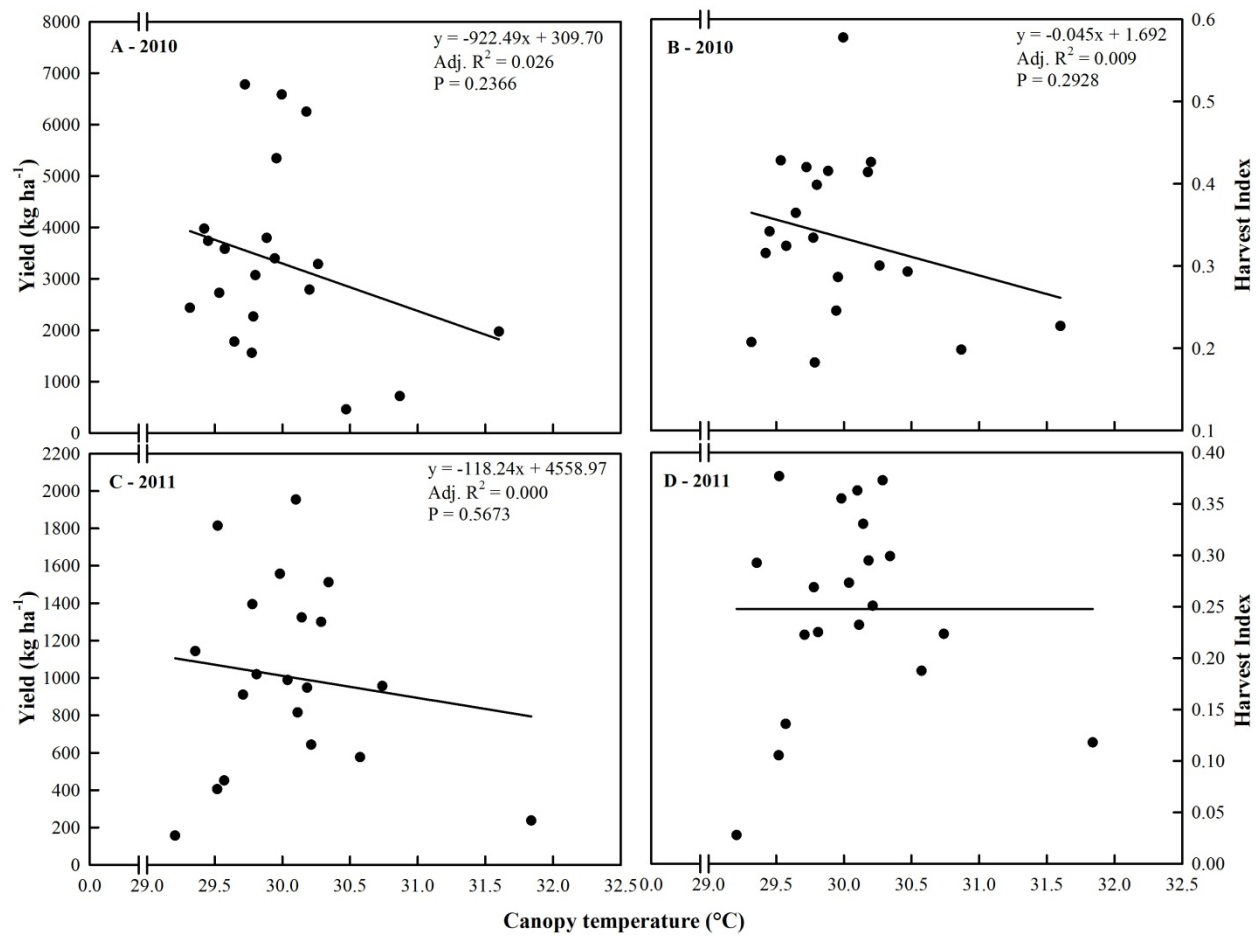 A - 2010
y = -922.49x + 309.70
Adj. R² = 0.026
P = 0.2366
8000
7000
6000
5000
4000
3000
2000
1000
0
Yield (kg ha⁻¹)
B - 2010
y = -0.045x + 1.692
Adj. R² = 0.009
P = 0.2928
0.6
0.5
0.4
0.3
0.2
0.1
Harvest Index
C - 2011
y = -118.24x + 4558.97
Adj. R² = 0.000
P = 0.5673
2200
2000
1800
1600
1400
1200
1000
800
600
400
200
0
Yield (kg ha⁻¹)
D - 2011
0.40
0.35
0.30
0.25
0.20
0.15
0.10
0.05
0.00
Harvest Index
0.0 29.0 29.5 30.0 30.5 31.0 31.5 32.0 32.5 0.0 29.0 29.5 30.0 30.5 31.0 31.5 32.0 32.5
Canopy temperature (°C)